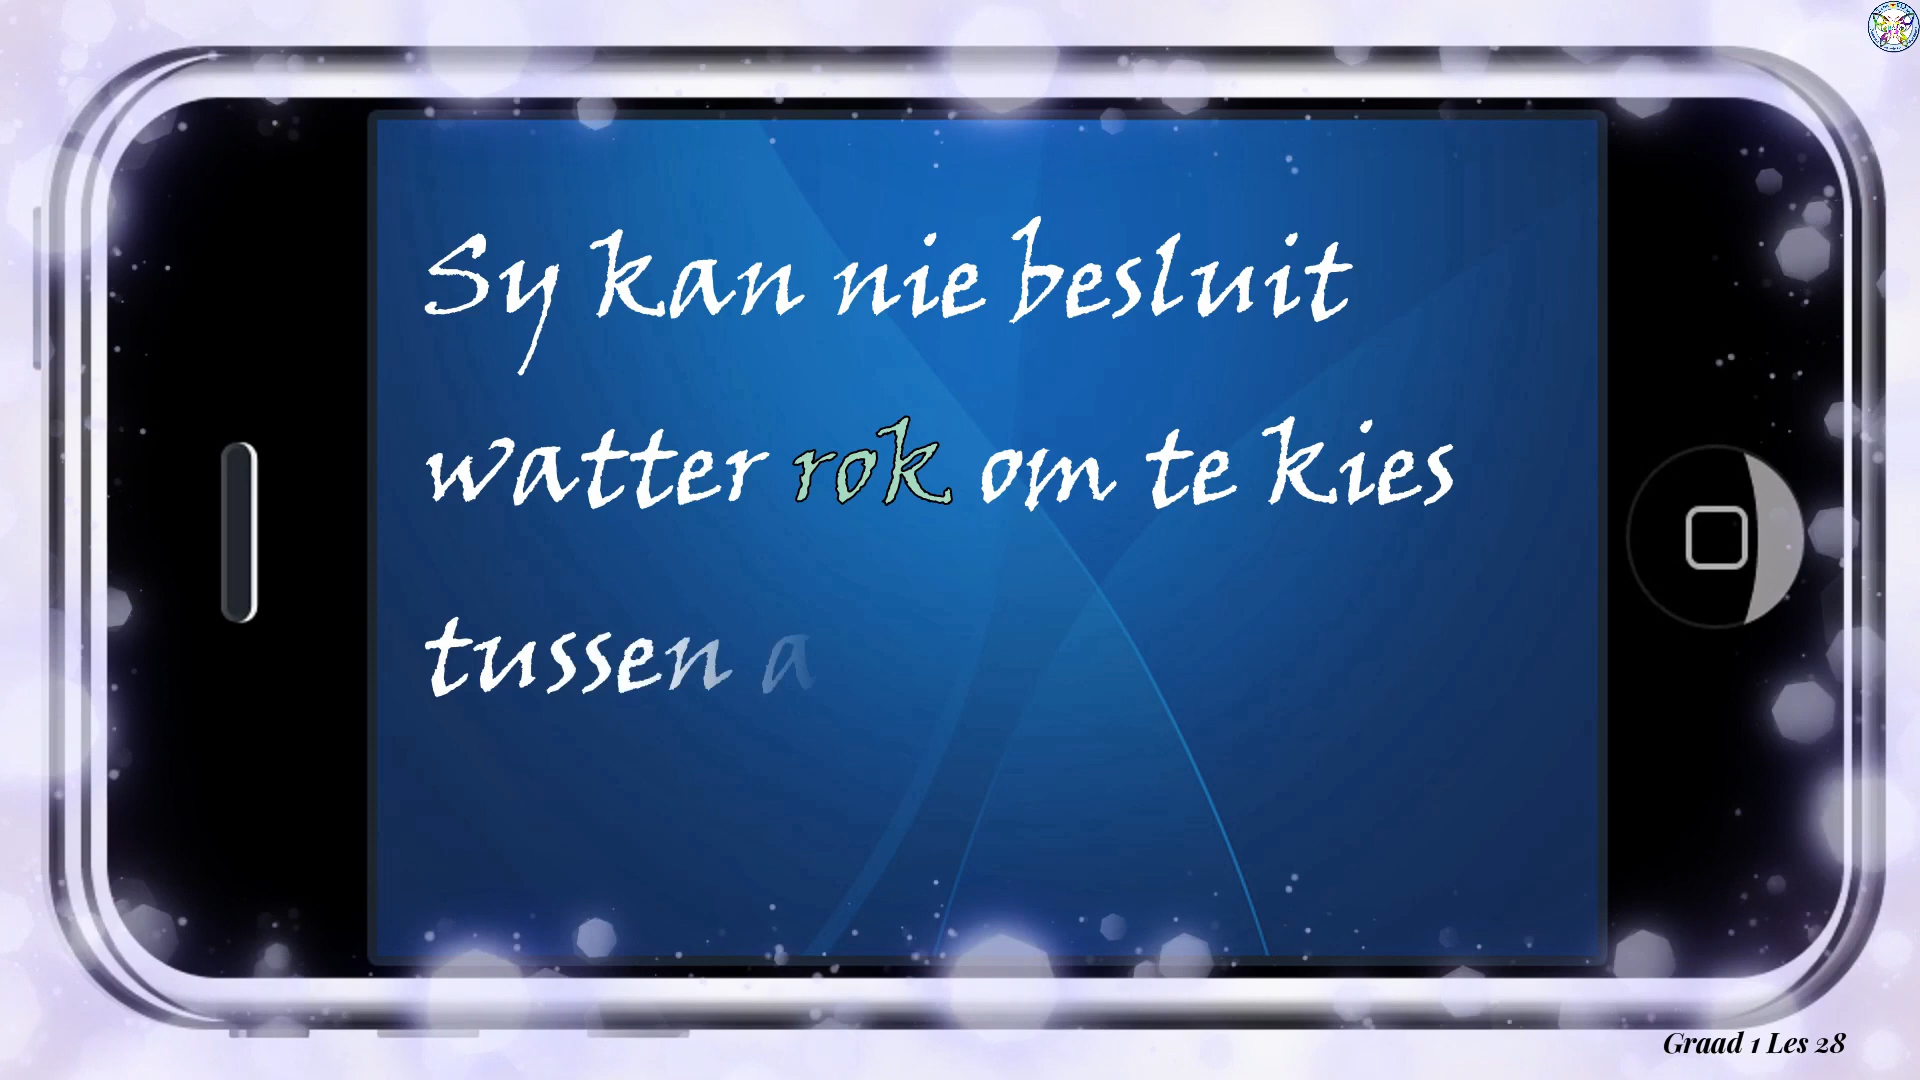 Sy kan nie besluit
watter rok om te kies
tussen a
Graad 1 Les 28